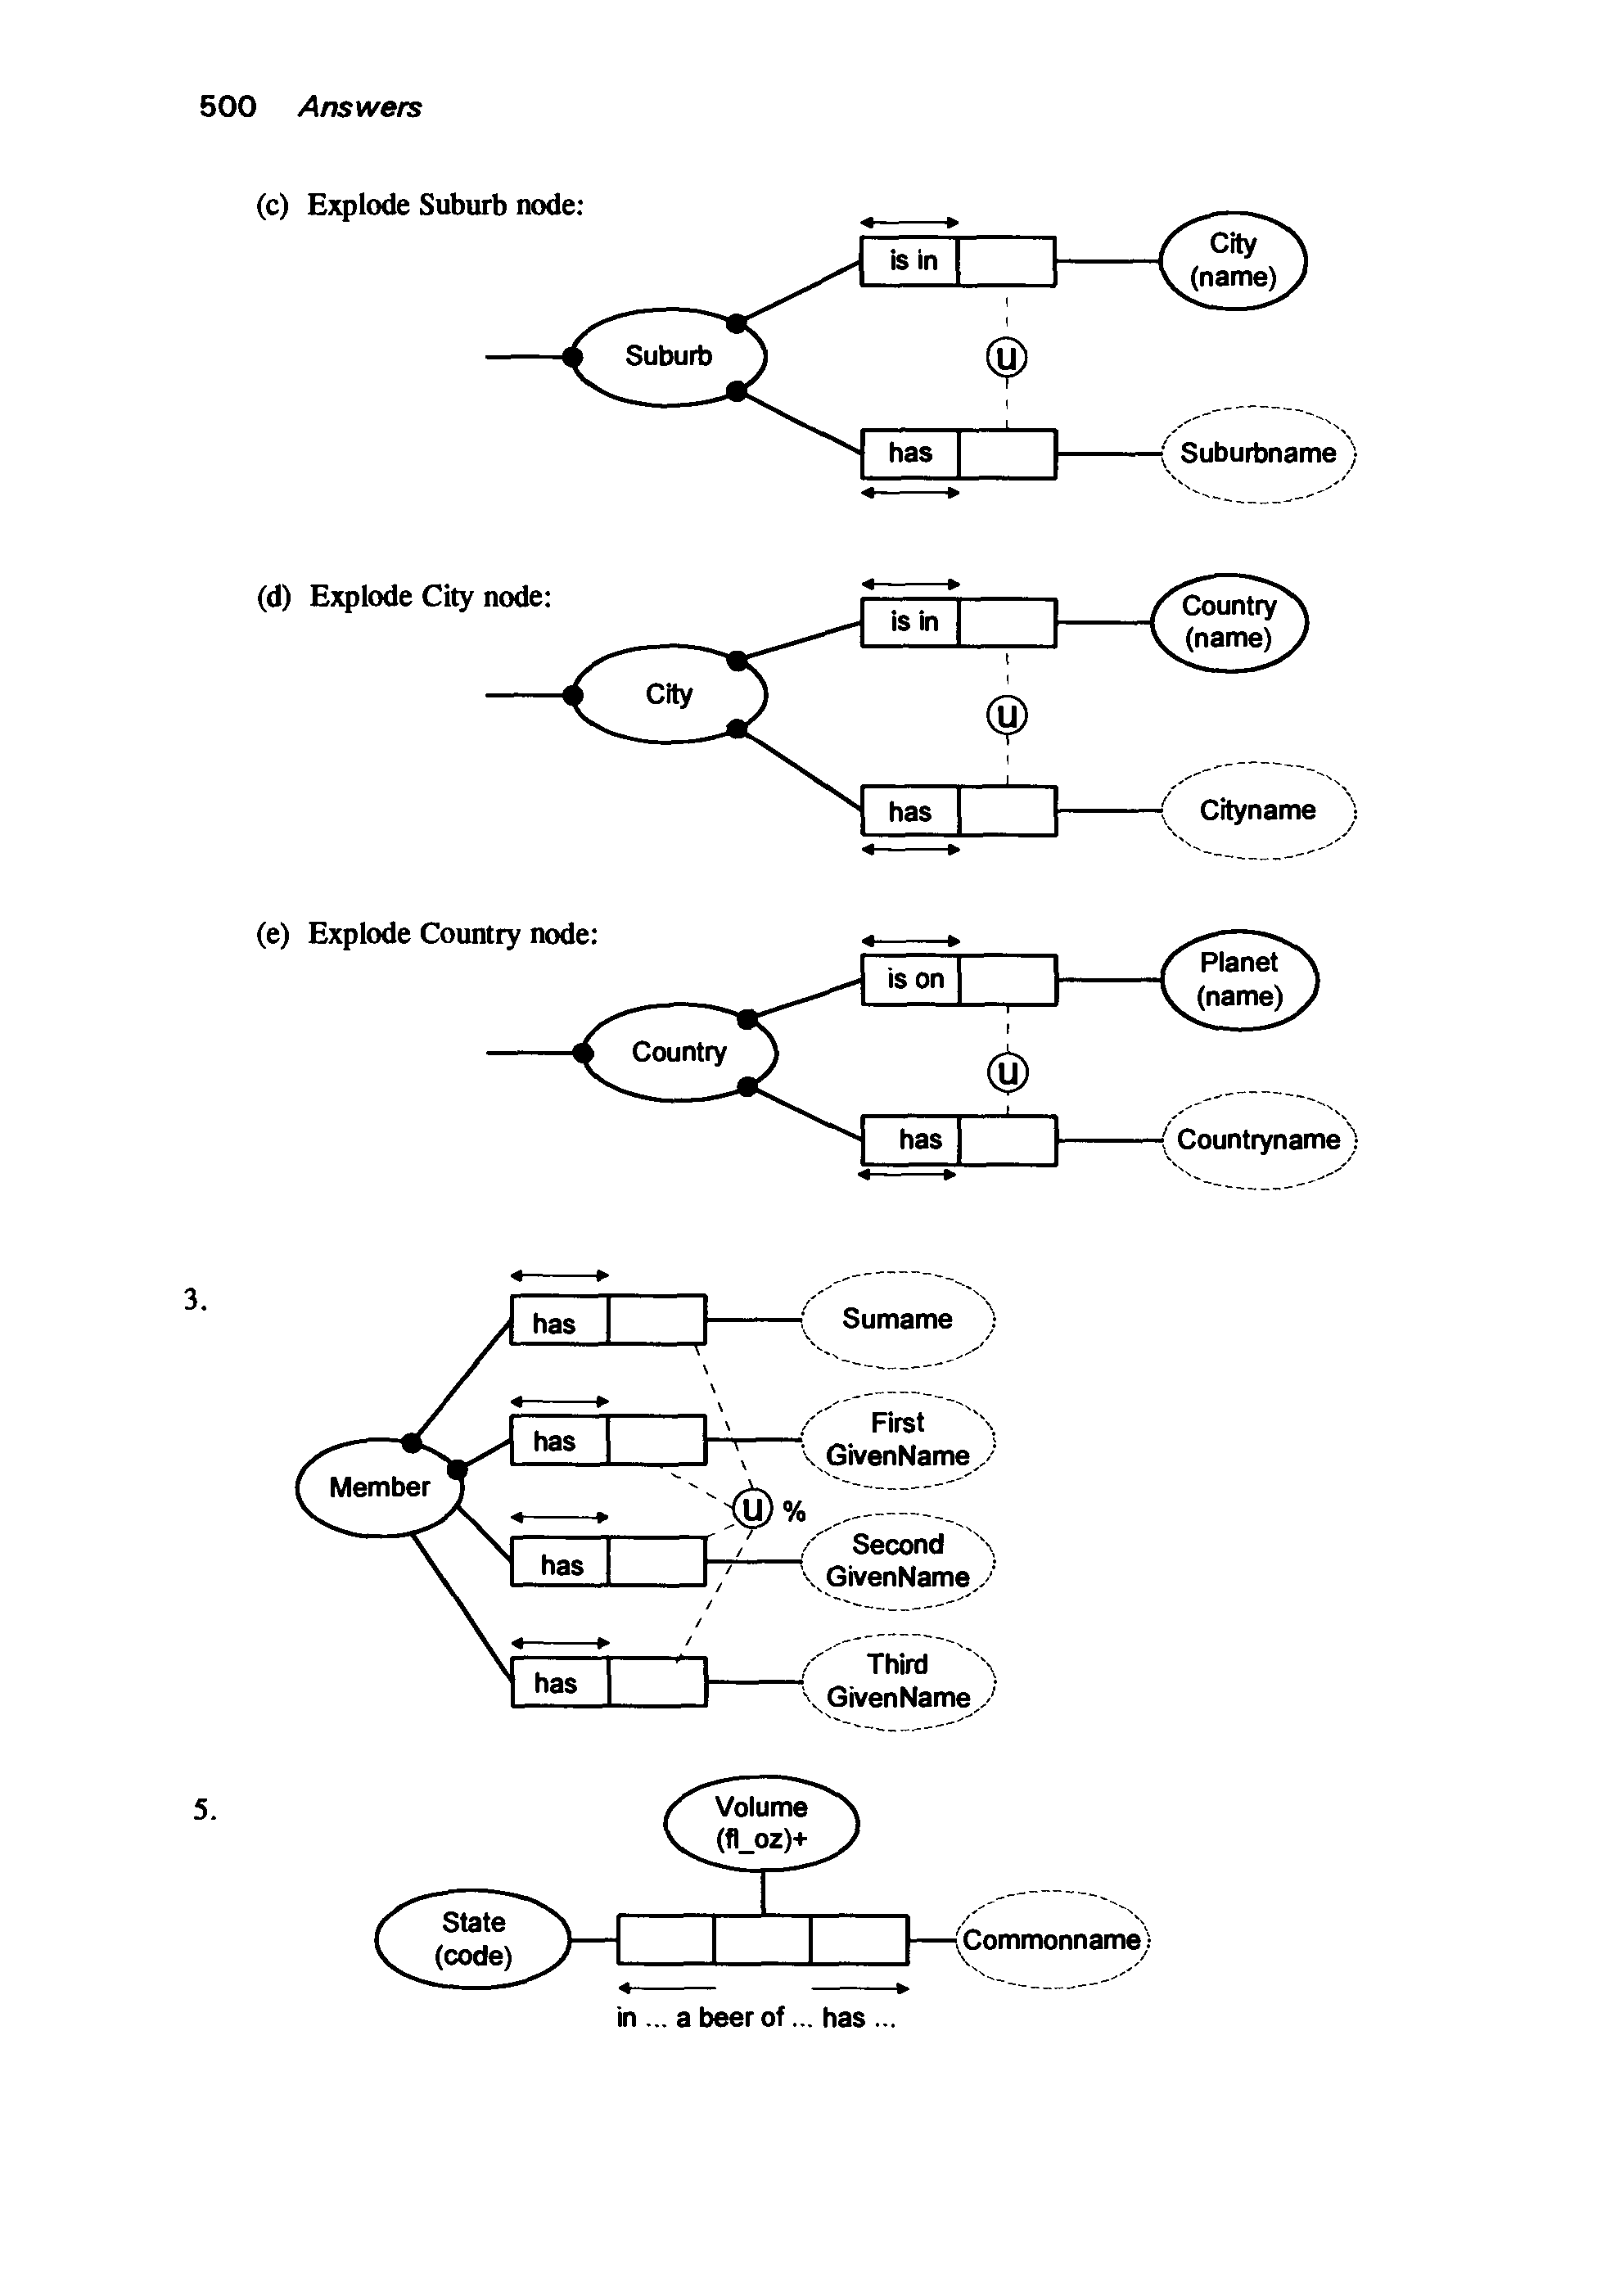 500 Answers
(c) Explode Suburb node:
is in
City
(name)
Suburb
u
has
Suburbname
(d) Explode City node:
is in
Country
(name)
City
u
has
Cityname
(e) Explode Country node:
is on
Planet
(name)
Country
u
has
Countryname
3.
has
Surname
has
First
GivenName
Member
u %
has
Second
GivenName
has
Third
GivenName
5.
Volume
(fl_oz)+
State
(code)
Commonname
in ... a beer of ... has ...